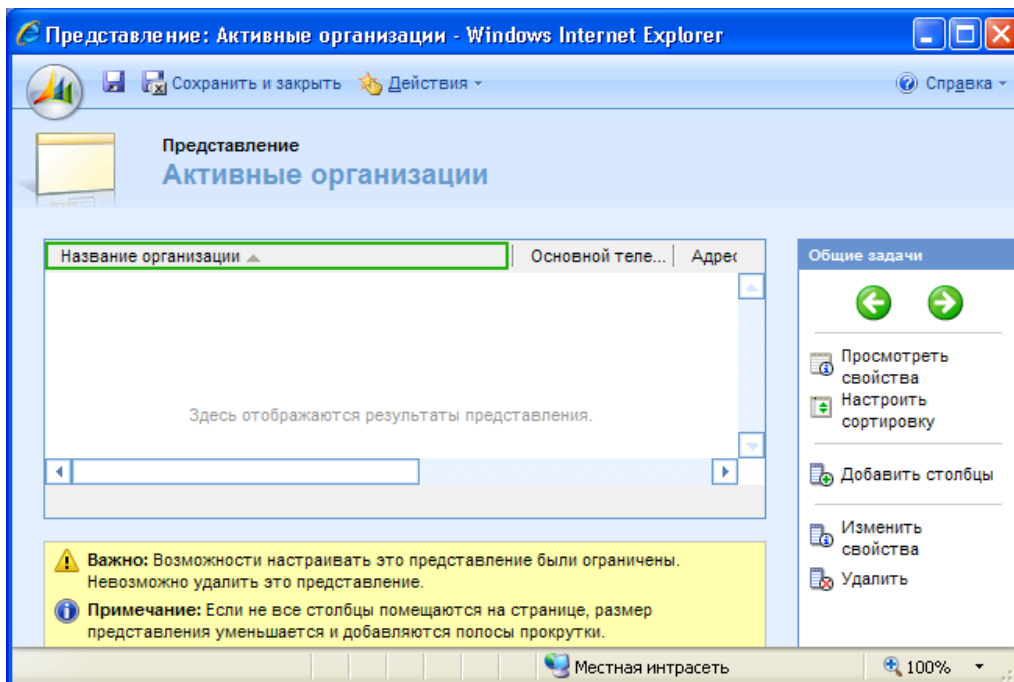 Представление: Активные организации - Windows Internet Explorer
Сохранить и закрыть Действия Справка
Представление
Активные организации
Название организации Основной теле... Адрес
Здесь отображаются результаты представления.
Важно: Возможности настраивать это представление были ограничены.
Невозможно удалить это представление.
Примечание: Если не все столбцы помещаются на странице, размер
представления уменьшается и добавляются полосы прокрутки.
Общие задачи
Просмотреть
свойства
Настроить
сортировку
Добавить столбцы
Изменить
свойства
Удалить
Местная интрасеть 100%